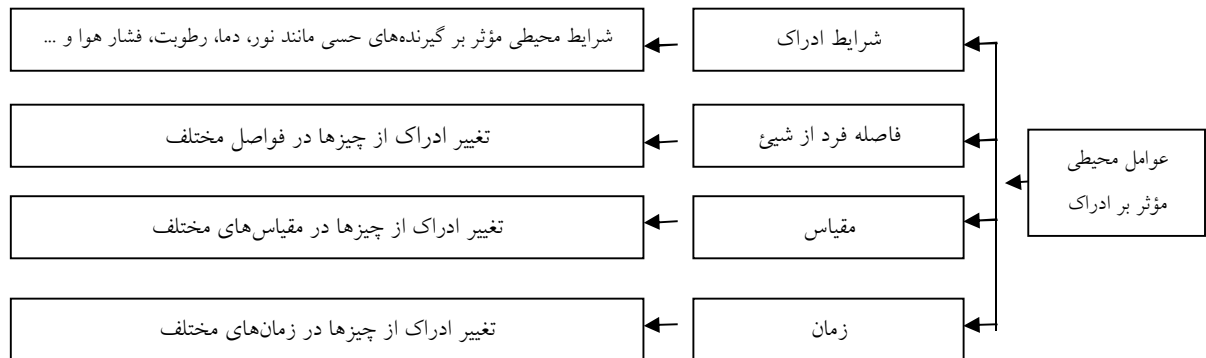 عوامل محیطی
مؤثر بر ادراک
شرایط ادراک
شرایط محیطی مؤثر بر گیرنده‌های حسی مانند نور، دما، رطوبت، فشار هوا و ...
فاصله فرد از شیئ
تغییر ادراک از چیزها در فواصل مختلف
مقیاس
تغییر ادراک از چیزها در مقیاس‌های مختلف
زمان
تغییر ادراک از چیزها در زمان‌های مختلف